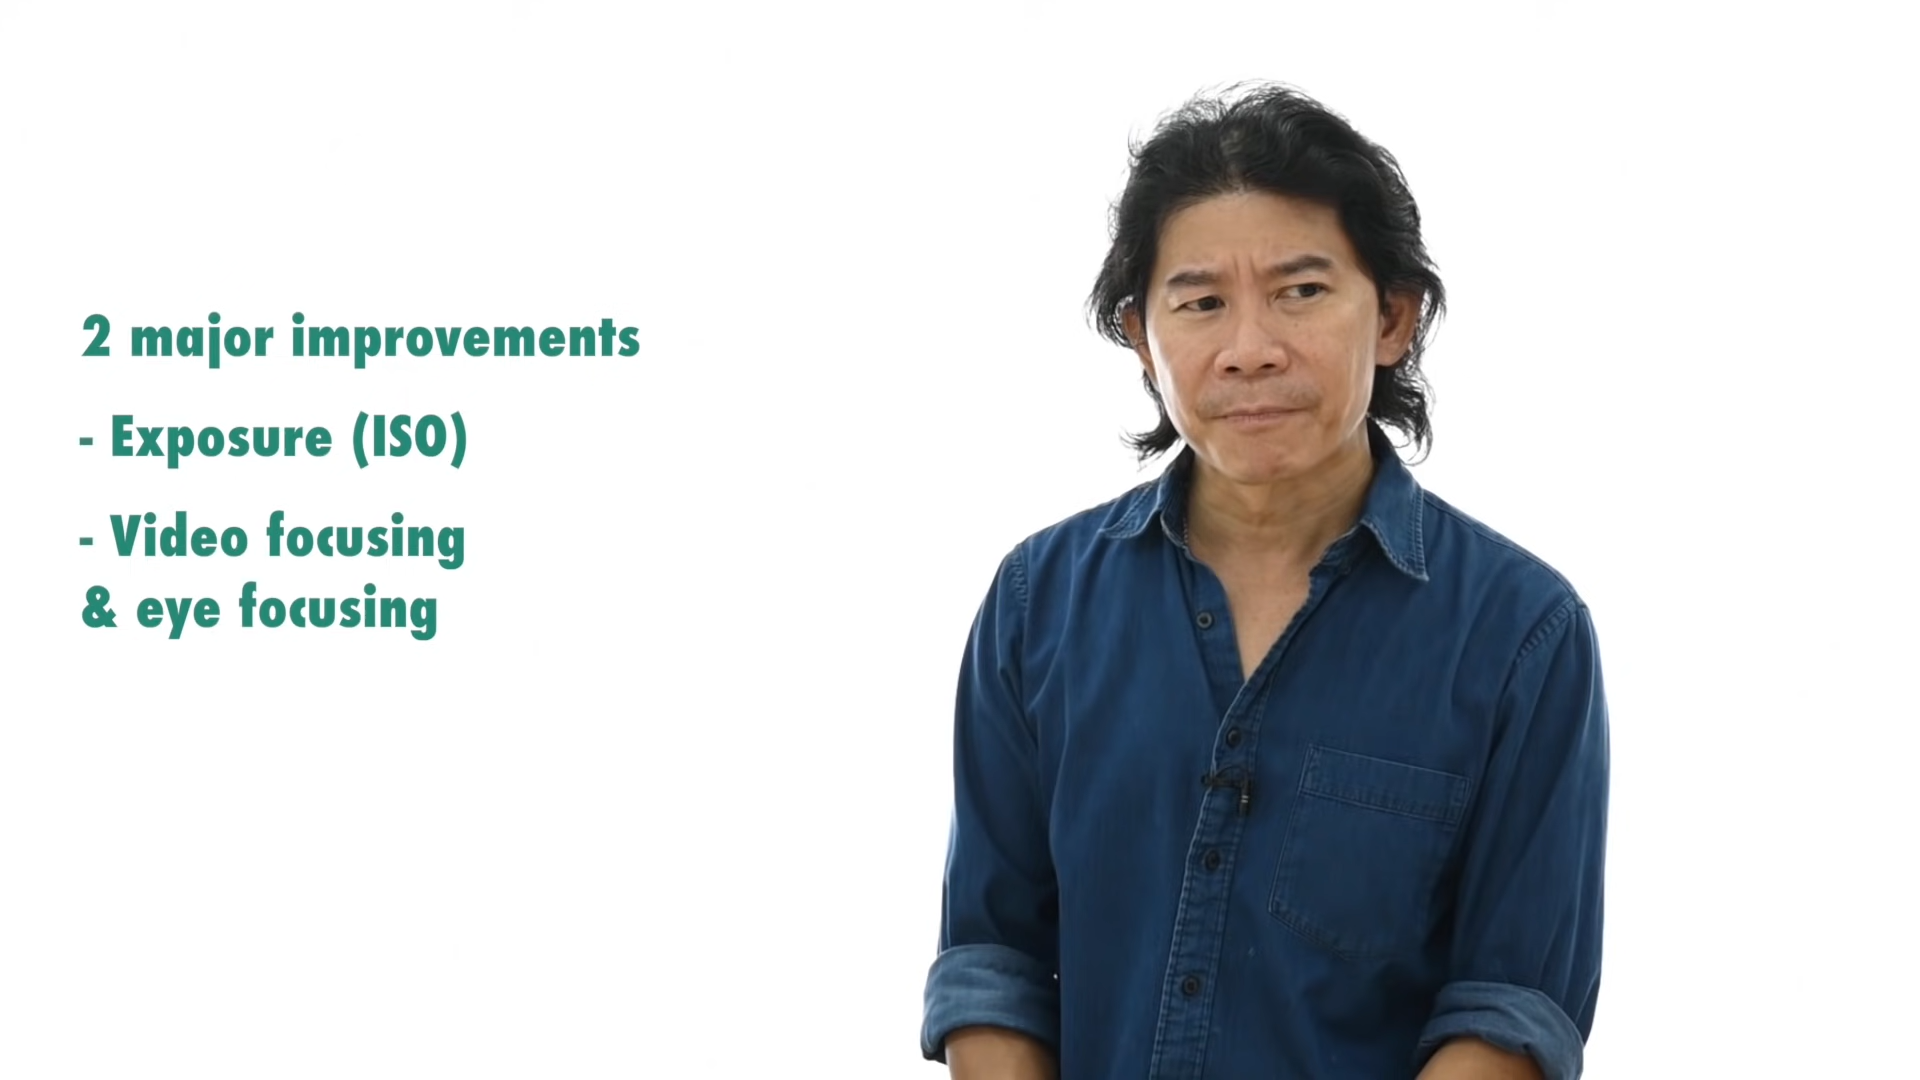 2 major improvements
- Exposure (ISO)
- Video focusing
& eye focusing